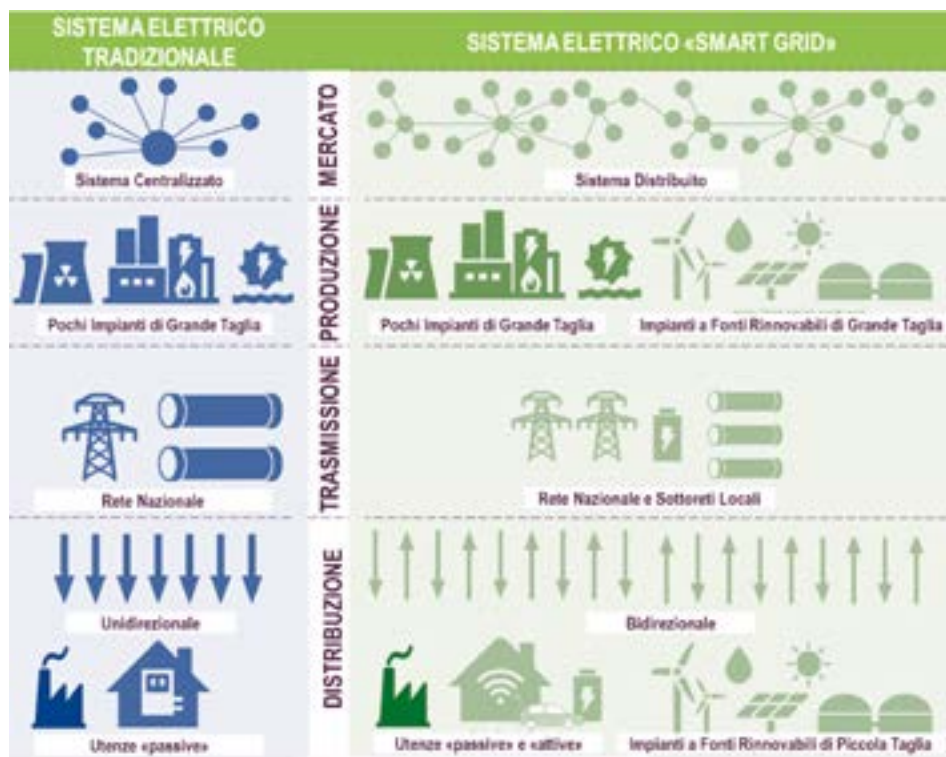 SISTEMA ELETTRICO
TRADIZIONALE
SISTEMA ELETTRICO «SMART GRID»
MERCATO
Sistema Centralizzato
Sistema Distribuito
PRODUZIONE
Pochi Impianti di Grande Taglia
Pochi Impianti di Grande Taglia
Impianti a Fonti Rinnovabili di Grande Taglia
TRASMISSIONE
Rete Nazionale
Rete Nazionale e Sottoreti Locali
DISTRIBUZIONE
Unidirezionale
Bidirezionale
Utenze «passive»
Utenze «passive» e «attive»
Impianti a Fonti Rinnovabili di Piccola Taglia